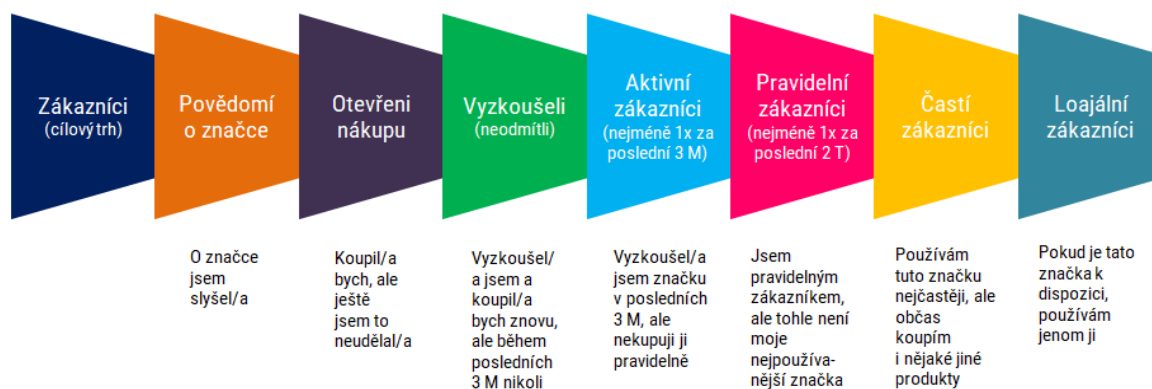 Zákazníci
(cílový trh)
Povědomí
o značce
Otevřeni
nákupu
Vyzkoušeli
(neodmítli)
Aktivní
zákazníci
(nejméně 1x za
poslední 3 M)
Pravidelní
zákazníci
(nejméně 1x za
poslední 2 T)
Častí
zákazníci
Loajální
zákazníci
O značce
jsem
slyšel/a
Koupil/a
bych, ale
ještě
jsem to
neudělal/a
Vyzkoušel/
a jsem a
koupil/a
bych znovu,
ale během
posledních
3 M nikoli
Vyzkoušel/a
jsem značku
v posledních
3 M, ale
nekupuji ji
pravidelně
Jsem
pravidelným
zákazníkem,
ale tohle není
moje
nejpoužíva-
nější značka
Používám
tuto značku
nejčastěji, ale
občas
koupím
i nějaké jiné
produkty
Pokud je tato
značka k
dispozici,
používám
jenom ji